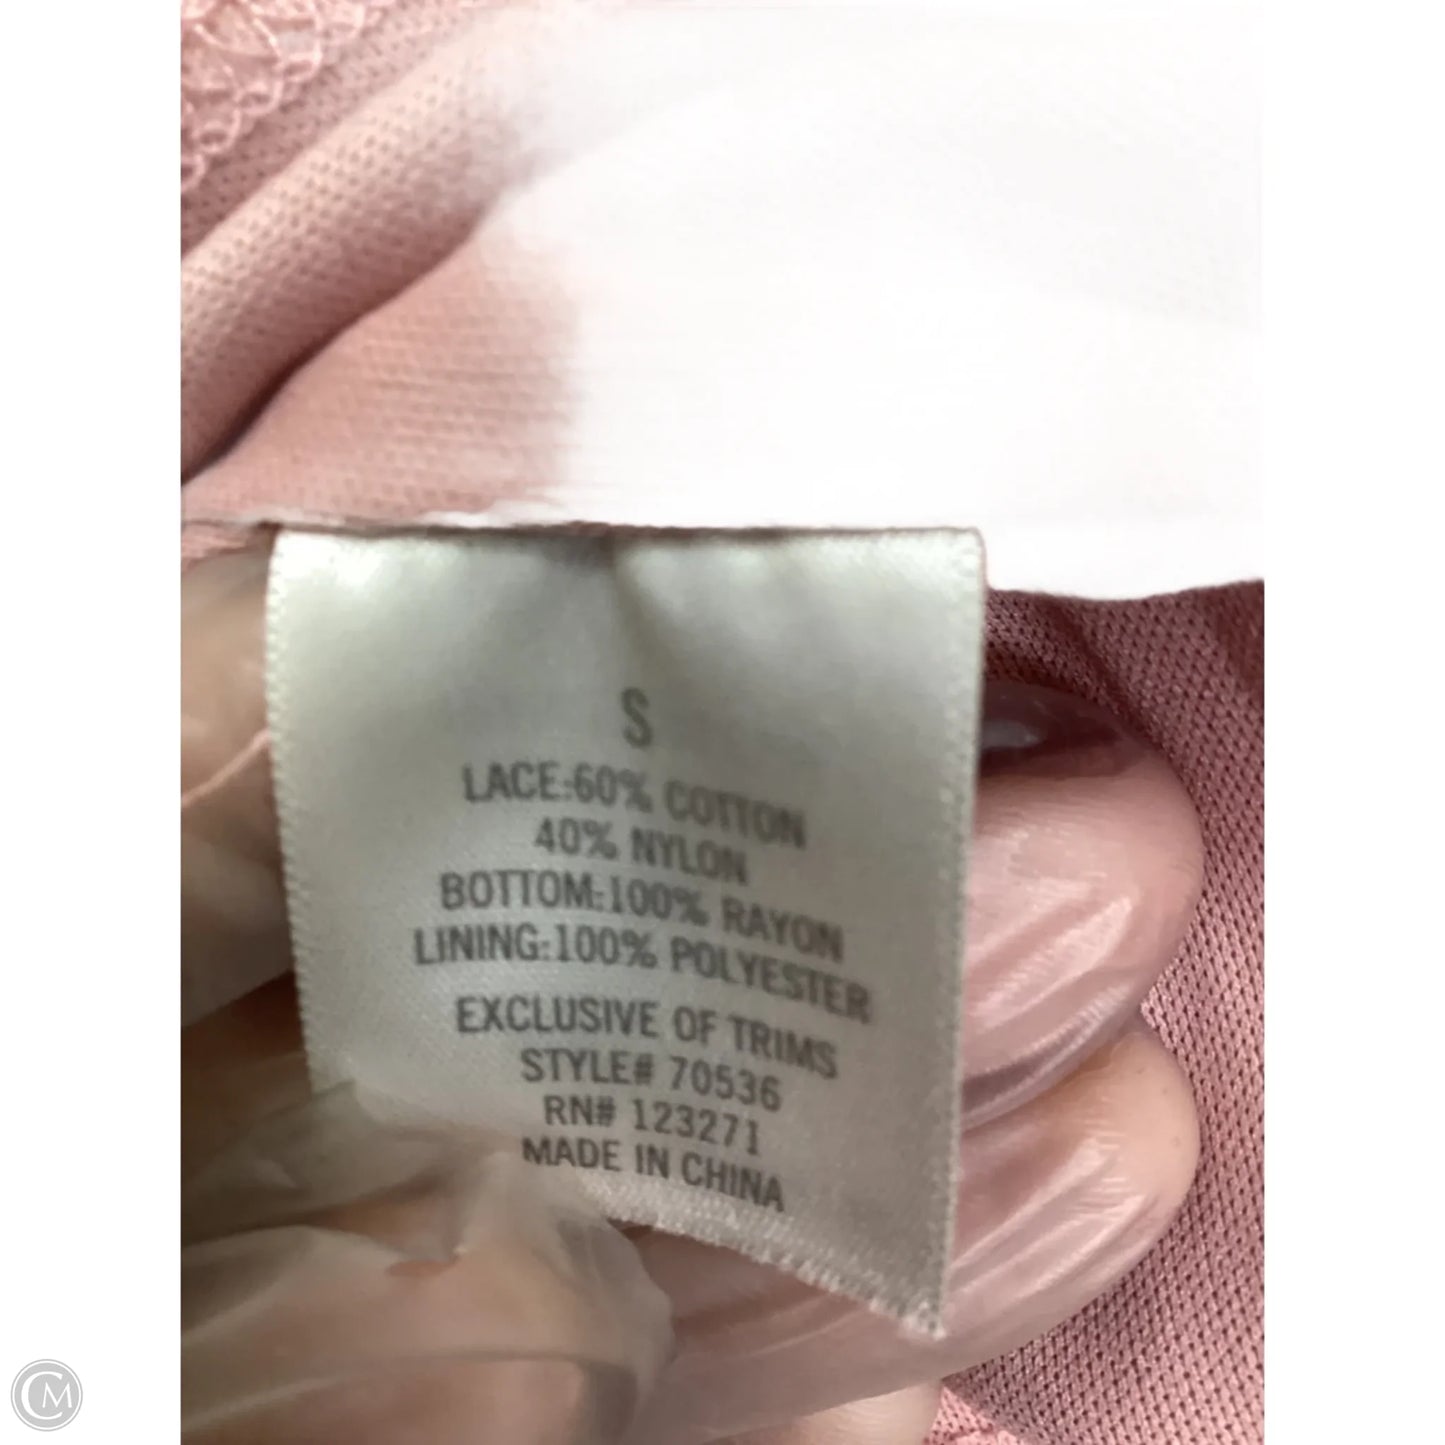 S
LACE:60% COTTON
40% NYLON
BOTTOM:100% RAYON
LINING:100% POLYESTER
EXCLUSIVE OF TRIMS
STYLE# 70536
RN# 123271
MADE IN CHINA
CM